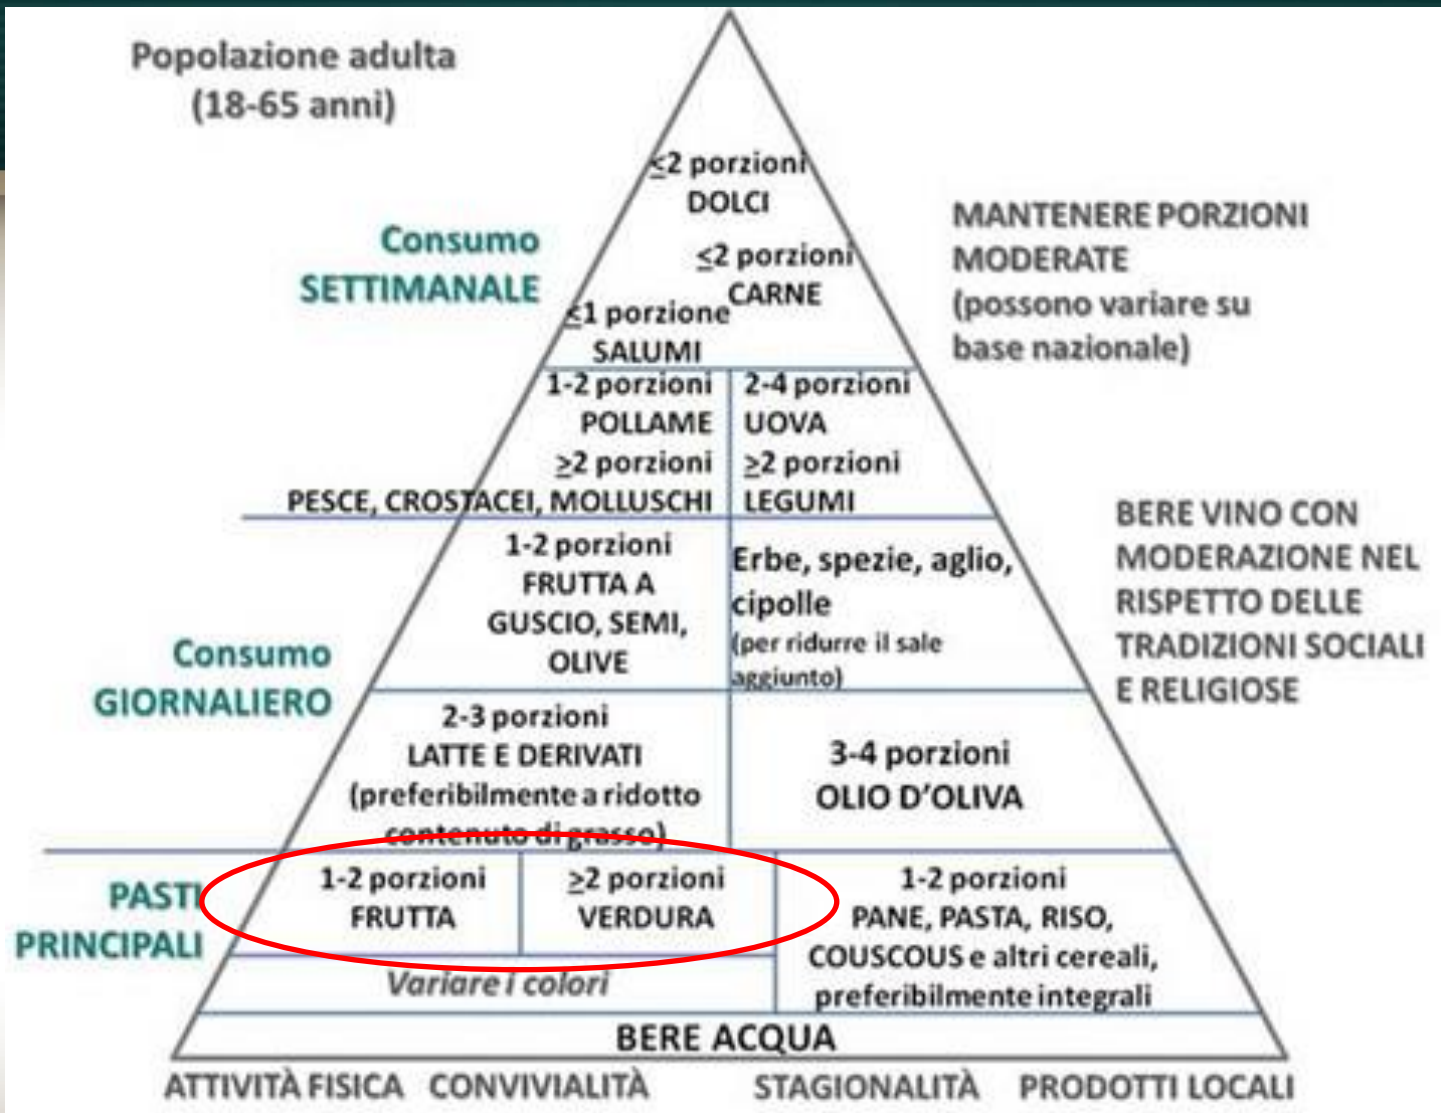 Popolazione adulta
(18-65 anni)
≤2 porzioni
DOLCI
Consumo
SETTIMANALE
≤2 porzioni
CARNE
≤1 porzione
SALUMI
MANTENERE PORZIONI
MODERATE
(possono variare su
base nazionale)
1-2 porzioni
POLLAME
≥2 porzioni
PESCE, CROSTACEI, MOLLUSCHI
2-4 porzioni
UOVA
≥2 porzioni
LEGUMI
BERE VINO CON
MODERAZIONE NEL
RISPETTO DELLE
TRADIZIONI SOCIALI
E RELIGIOSE
Consumo
GIORNALIERO
1-2 porzioni
FRUTTA A
GUSCIO, SEMI,
OLIVE
Erbe, spezie, aglio,
cipolle
(per ridurre il sale
aggiunto)
2-3 porzioni
LATTE E DERIVATI
(preferibilmente a ridotto
contenuto di grasso)
3-4 porzioni
OLIO D'OLIVA
PASTI
PRINCIPALI
1-2 porzioni
FRUTTA
≥2 porzioni
VERDURA
Variare i colori
1-2 porzioni
PANE, PASTA, RISO,
COUSCOUS e altri cereali,
preferibilmente integrali
BERE ACQUA
ATTIVITÀ FISICA CONVIVIALITÀ STAGIONALITÀ PRODOTTI LOCALI